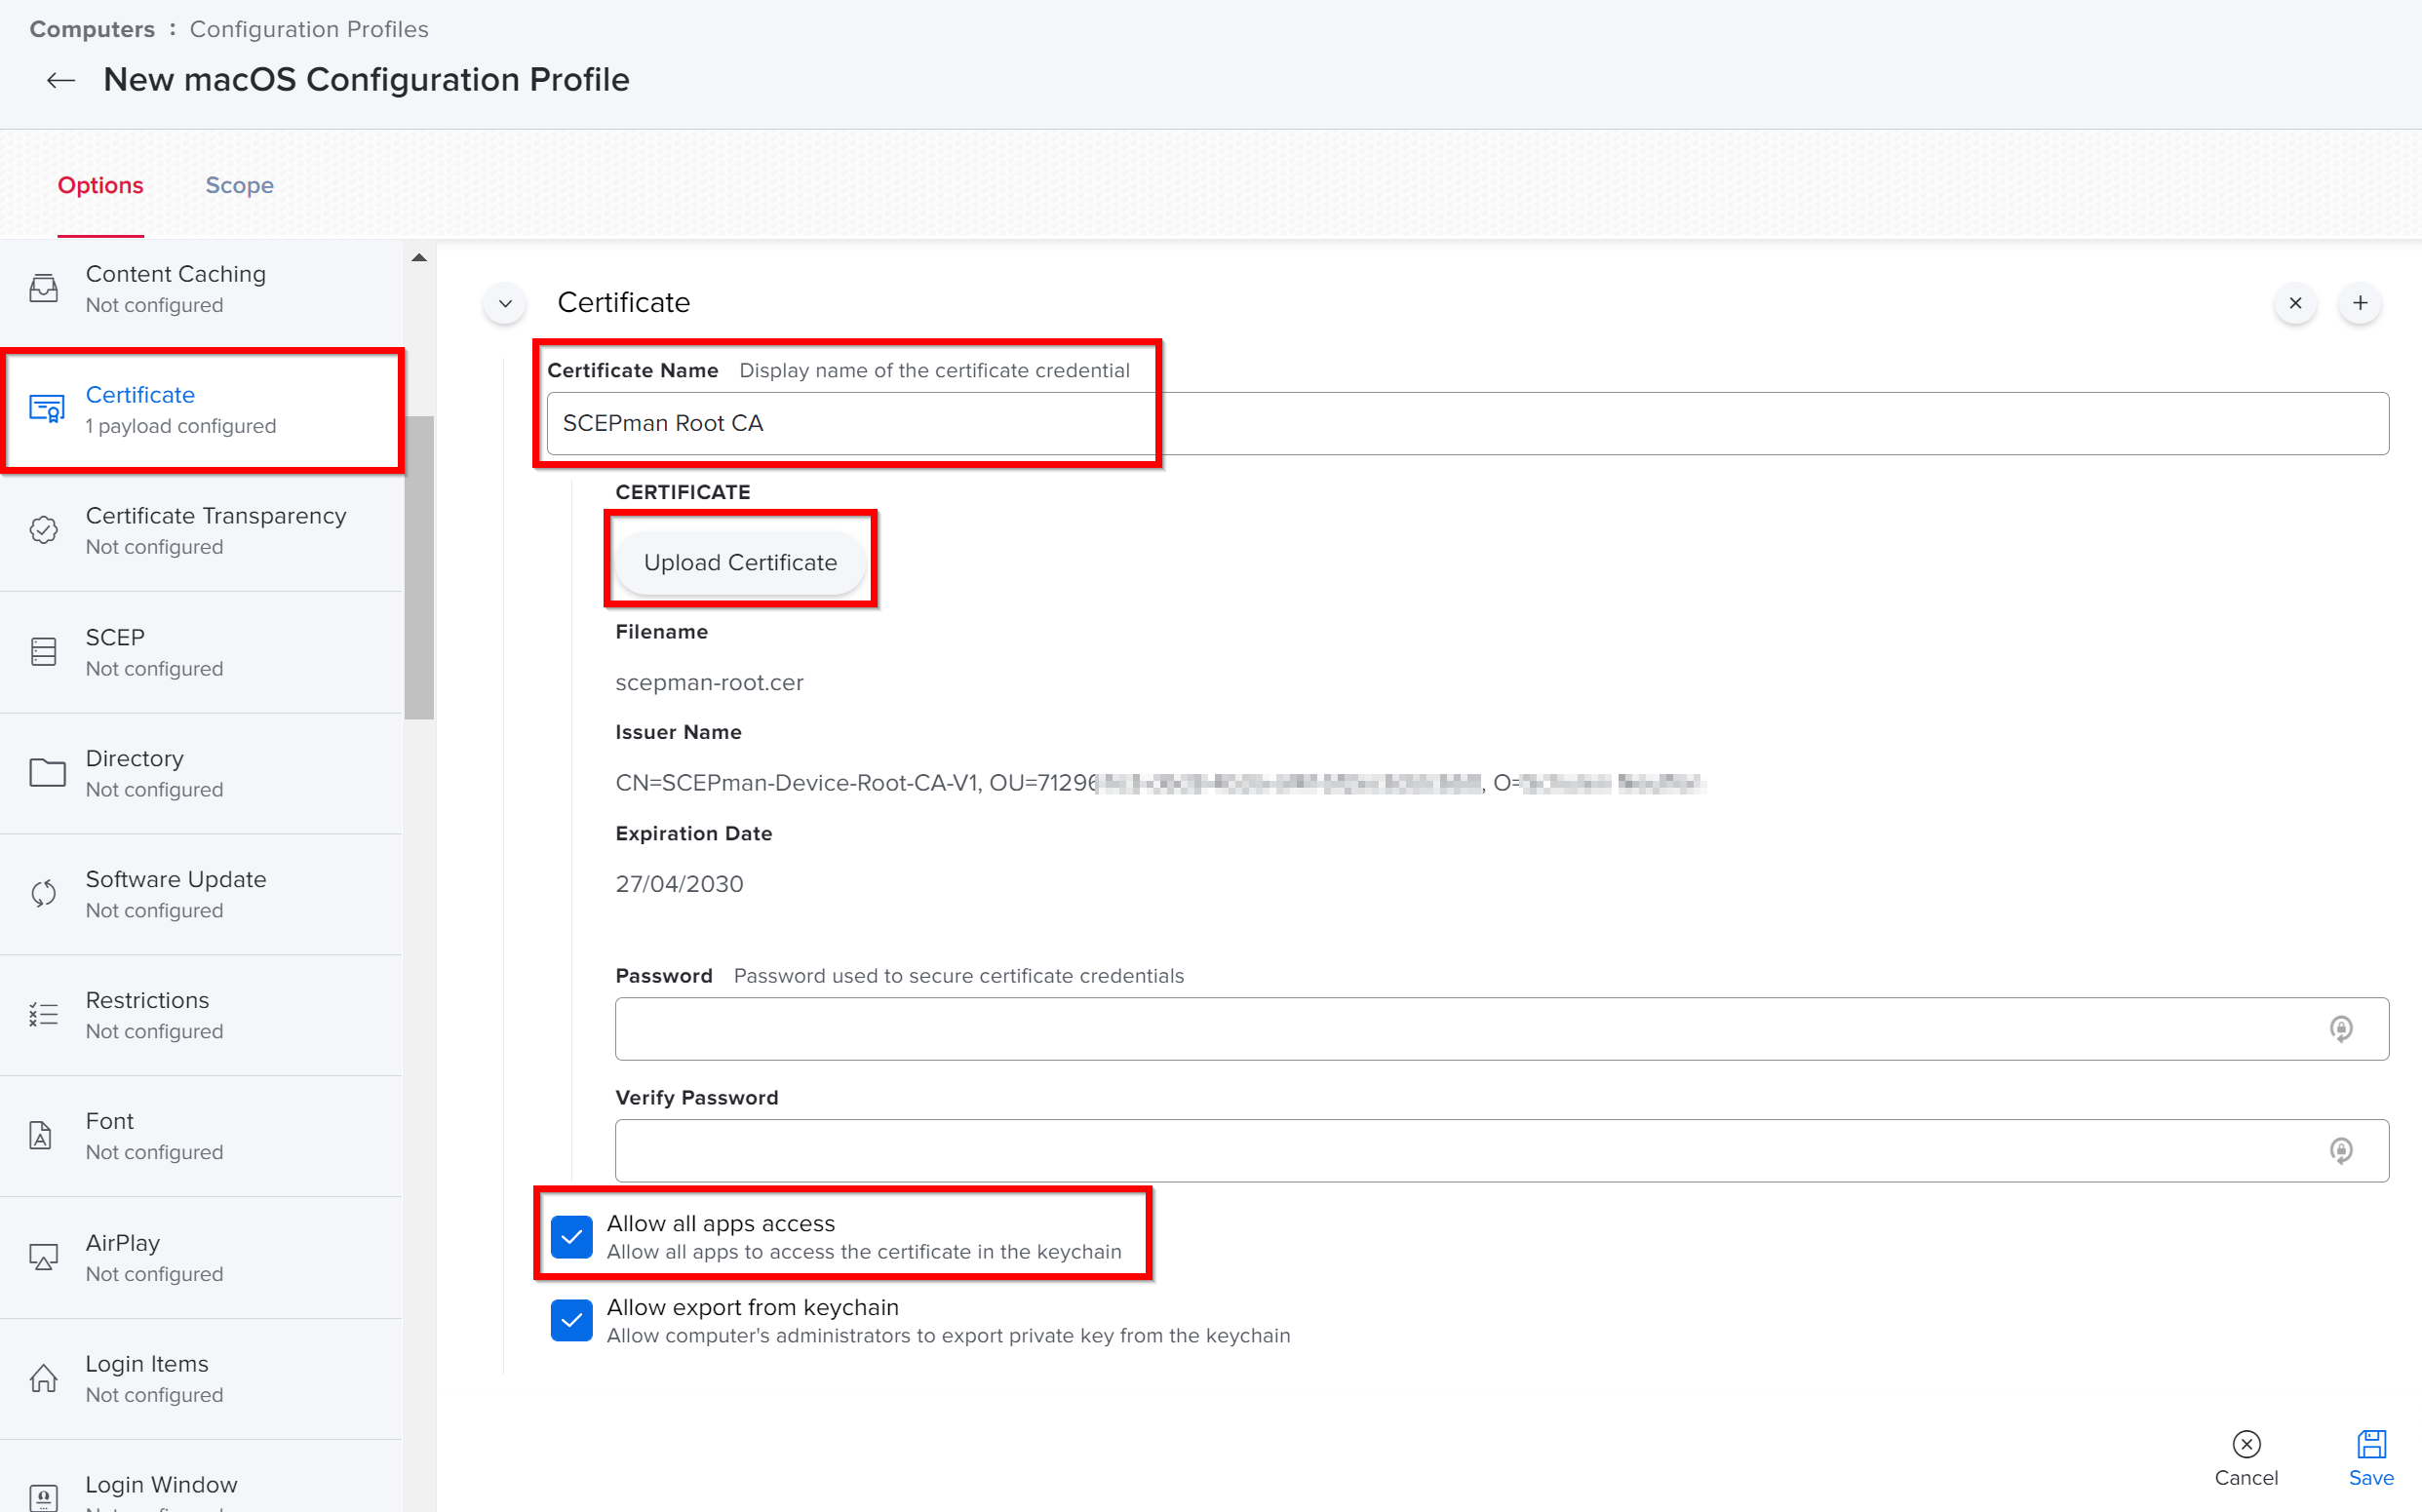 Computers : Configuration Profiles
New macOS Configuration Profile
Options Scope
Content Caching
Not configured
Certificate
1 payload configured
Certificate Transparency
Not configured
SCEP
Not configured
Directory
Not configured
Software Update
Not configured
Restrictions
Not configured
Font
Not configured
AirPlay
Not configured
Login Items
Not configured
Login Window
Certificate
Certificate Name Display name of the certificate credential
SCEPman Root CA
CERTIFICATE
Upload Certificate
Filename
scepman-root.cer
Issuer Name
CN=SCEPman-Device-Root-CA-V1, OU=71296 , O=
Expiration Date
27/04/2030
Password Password used to secure certificate credentials
Verify Password
Allow all apps access
Allow all apps to access the certificate in the keychain
Allow export from keychain
Allow computer's administrators to export private key from the keychain
Cancel Save